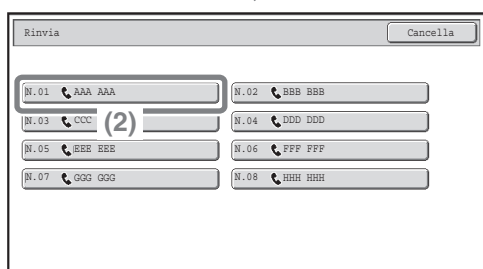 Rinvia Cancella
N.01 AAA AAA N.02 BBB BBB
N.03 CCC (2) N.04 DDD DDD
N.05 EEE EEE N.06 FFF FFF
N.07 GGG GGG N.08 HHH HHH